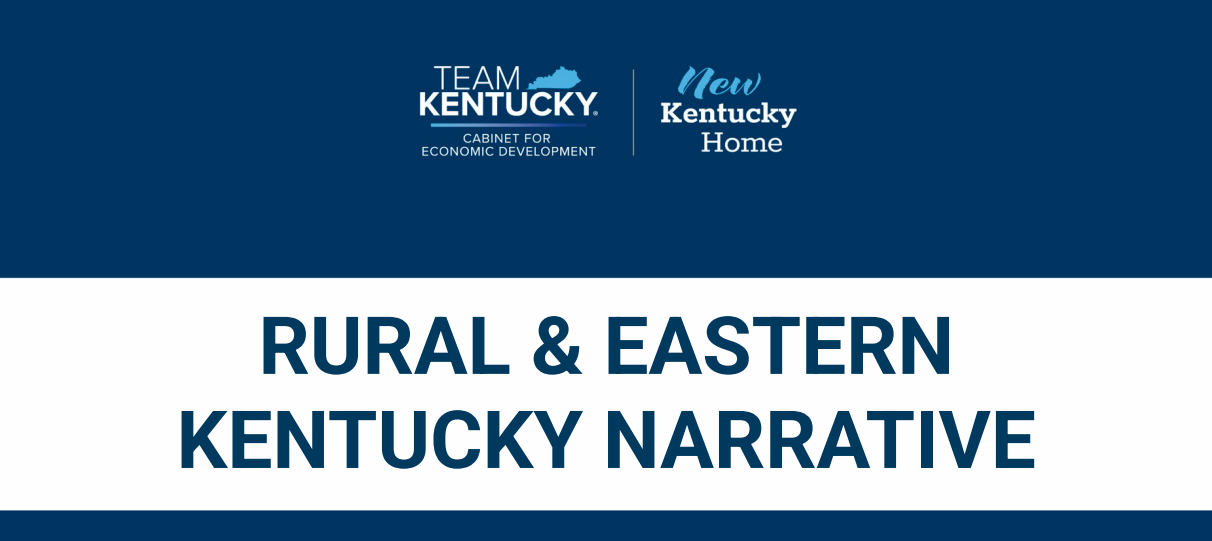 TEAM
KENTUCKY®
CABINET FOR
ECONOMIC DEVELOPMENT
New
Kentucky
Home
RURAL & EASTERN
KENTUCKY NARRATIVE